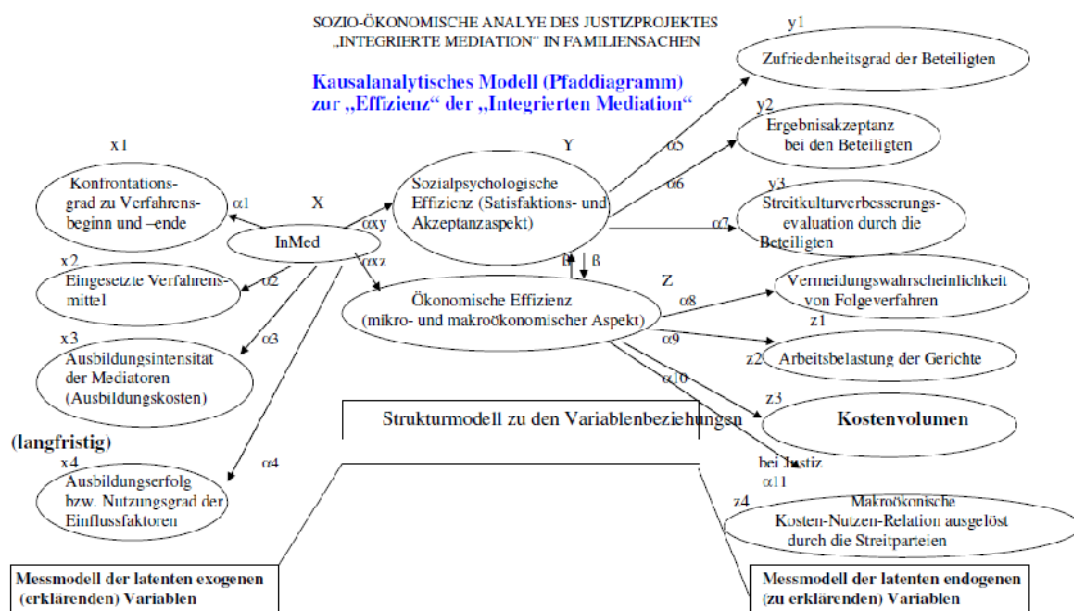 SOZIO-ÖKONOMISCHE ANALYE DES JUSTIZPROJEKTES
„INTEGRIERTE MEDIATION“ IN FAMILIENSACHEN
Kausalanalytisches Modell (Pfaddiagramm)
zur „Effizienz“ der „Integrierten Mediation“
y1
Zufriedenheitsgrad der Beteiligten
y2
Ergebnisakzeptanz
bei den Beteiligten
y3
Streitkulturverbesserungs-
evaluation durch die
Beteiligten
x1
Konfrontations-
grad zu Verfahrens-
beginn und –ende
α1
X
InMed
αxy
αxz
Y
Sozialpsychologische
Effizienz (Satisfaktions- und
Akzeptanzaspekt)
α5
α6
α7
ß
ß
x2
Eingesetzte Verfahrens-
mittel
α2
Z
Ökonomische Effizienz
(mikro- und makroökonomischer Aspekt)
α8
α9
α10
Vermeidungswahrscheinlichkeit
von Folgeverfahren
z1
z2
Arbeitsbelastung der Gerichte
x3
Ausbildungsintensität
der Mediatoren
(Ausbildungskosten)
α3
z3
Kostenvolumen
bei Justiz
α11
Strukturmodell zu den Variablenbeziehungen
(langfristig)
x4
Ausbildungserfolg
bzw. Nutzungsgrad der
Einflussfaktoren
α4
z4
Makroökonische
Kosten-Nutzen-Relation ausgelöst
durch die Streitparteien
Messmodell der latenten exogenen
(erklärenden) Variablen
Messmodell der latenten endogenen
(zu erklärenden) Variablen